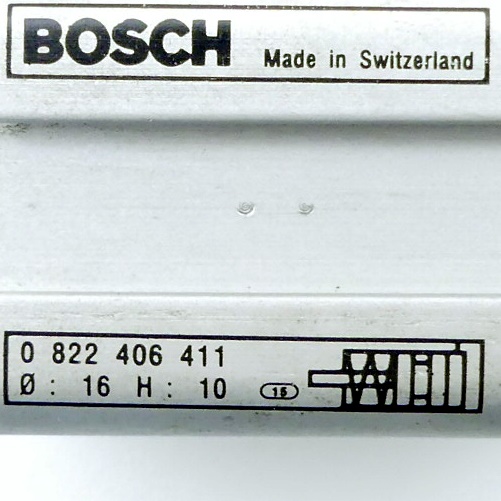 BOSCH Made in Switzerland
0 822 406 411
Ø : 16 H : 10 15